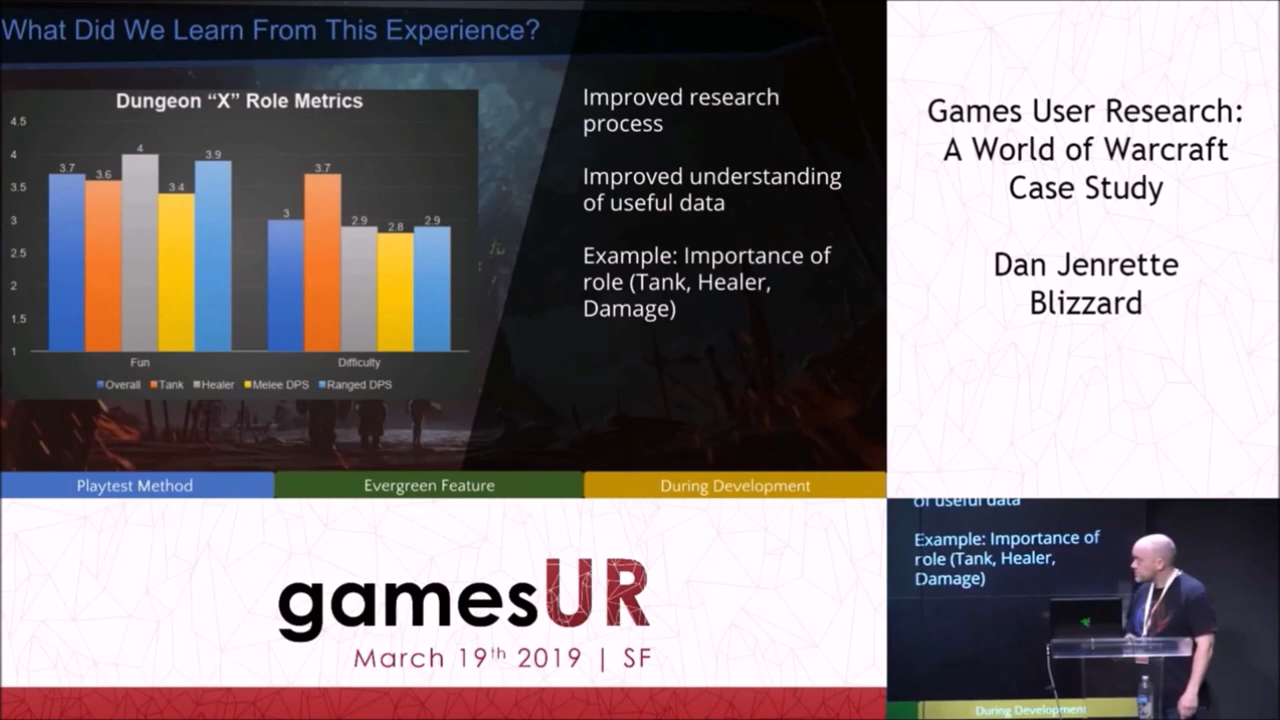 What Did We Learn From This Experience?
Dungeon “X” Role Metrics
4.5
4
3.5
3
2.5
2
1.5
1
3.7
3.6
4
3.4
3.9
3
3.7
2.9
2.8
2.9
Fun
Difficulty
Overall Tank Healer Melee DPS Ranged DPS
Improved research
process
Improved understanding
of useful data
Example: Importance of
role (Tank, Healer,
Damage)
Playtest Method
Evergreen Feature
During Development
Games User Research:
A World of Warcraft
Case Study
Dan Jenrette
Blizzard
gamesUR
March 19th 2019 | SF
of useful data
Example: Importance of
role (Tank, Healer,
Damage)
During Development